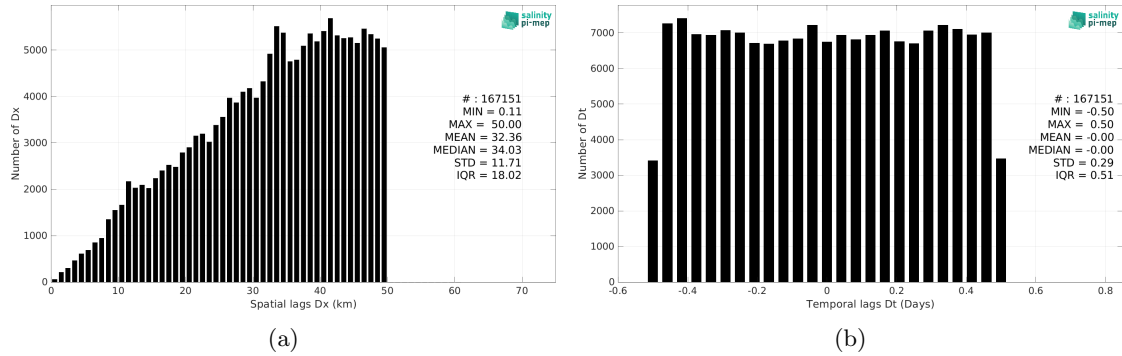 salinity
pi-mep
Number of Dx
5000
4000
3000
2000
1000
0
# : 167151
MIN = 0.11
MAX = 50.00
MEAN = 32.36
MEDIAN = 34.03
STD = 11.71
IQR = 18.02
0 10 20 30 40 50 60 70
Spatial lags Dx (km)
(a)
salinity
pi-mep
Number of Dt
7000
6000
5000
4000
3000
2000
1000
0
# : 167151
MIN = -0.50
MAX = 0.50
MEAN = -0.00
MEDIAN = -0.00
STD = 0.29
IQR = 0.51
-0.6 -0.4 -0.2 0 0.2 0.4 0.6 0.8
Temporal lags Dt (Days)
(b)